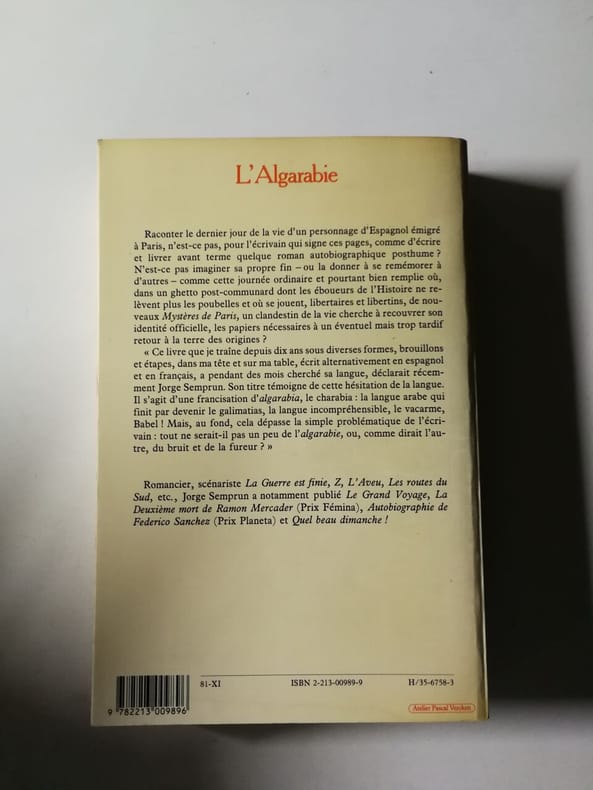 L'Algarabie
Raconter le dernier jour de la vie d'un personnage d'Espagnol émigré
à Paris, n'est-ce pas, pour l'écrivain qui signe ces pages, comme d'écrire
et livrer avant terme quelque roman autobiographique posthume ?
N'est-ce pas imaginer sa propre fin – ou la donner à se remémorer à
d'autres – comme cette journée ordinaire et pourtant bien remplie où,
dans un ghetto post-communard dont les éboueurs de l'Histoire ne re-
lèvent plus les poubelles et où se jouent, libertaires et libertins, de nou-
veaux Mystères de Paris, un clandestin de la vie cherche à recouvrer son
identité officielle, les papiers nécessaires à un éventuel mais trop tardif
retour à la terre des origines ?
« Ce livre que je traîne depuis dix ans sous diverses formes, brouillons
et étapes, dans ma tête et sur ma table, écrit alternativement en espagnol
et en français, a pendant des mois cherché sa langue, déclarait récem-
ment Jorge Semprun. Son titre témoigne de cette hésitation de la langue.
Il s'agit d'une francisation d'algarabia, le charabia : la langue arabe qui
finit par devenir le galimatias, la langue incompréhensible, le vacarme,
Babel ! Mais, au fond, cela dépasse la simple problématique de l'écri-
vain : tout ne serait-il pas un peu de l'algarabie, ou, comme dirait l'au-
tre, du bruit et de la fureur ? »
Romancier, scénariste La Guerre est finie, Z, L'Aveu, Les routes du
Sud, etc., Jorge Semprun a notamment publié Le Grand Voyage, La
Deuxième mort de Ramon Mercader (Prix Fémina), Autobiographie de
Federico Sanchez (Prix Planeta) et Quel beau dimanche !
81-XI ISBN 2-213-00989-9 H/35-6758-3
9 782213 009896
Atelier Pascal Vercken